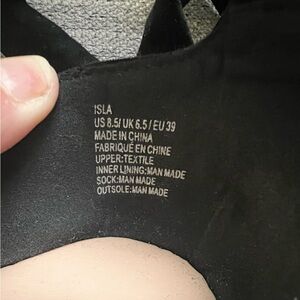 ISLA
US 8.5/ UK 6.5 / EU 39
MADE IN CHINA
FABRIQUÉ EN CHINE
UPPER:TEXTILE
INNER LINING:MAN MADE
SOCK:MAN MADE
OUTSOLE:MAN MADE